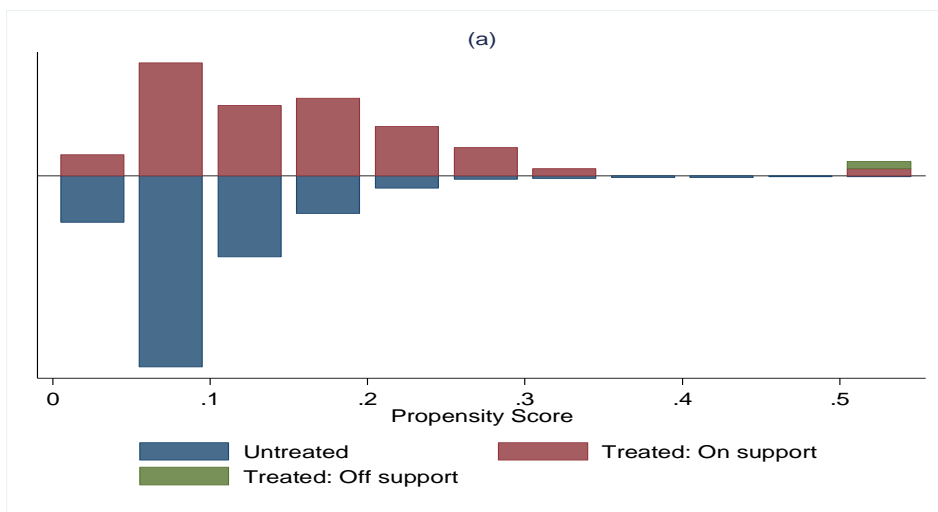 (a)
0 .1 .2 .3 .4 .5
Propensity Score
Untreated Treated: On support
Treated: Off support